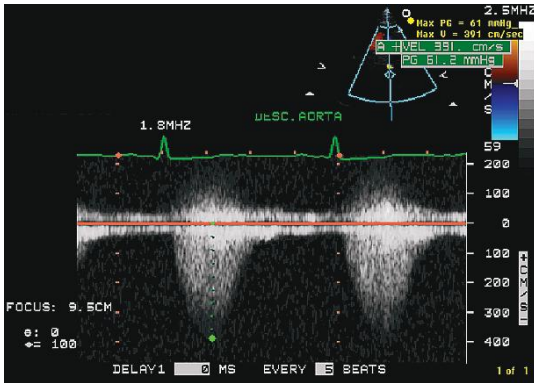 2.5MHZ
Max PG = 61 mmHg
Max V = 391 cm/sec
A + VEL 391. cm/s
PG 61.2 mmHg
C
M
/
S
DESC.AORTA
1.8MHZ
59
200
100
0
100
200
300
400
+CM/S-
FOCUS: 9.5CM
θ: 0
= 100
DELAY1 0 MS EVERY 5 BEATS
1 of 1